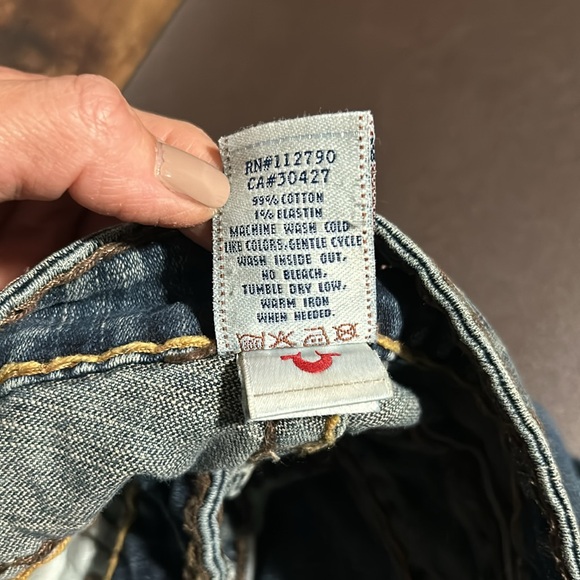 RN#112790
CA#30427
99% COTTON
1% ELASTIN
MACHINE WASH COLD
LIKE COLORS, GENTLE CYCLE
WASH INSIDE OUT,
NO BLEACH,
TUMBLE DRY LOW,
WARM IRON
WHEN NEEDED.